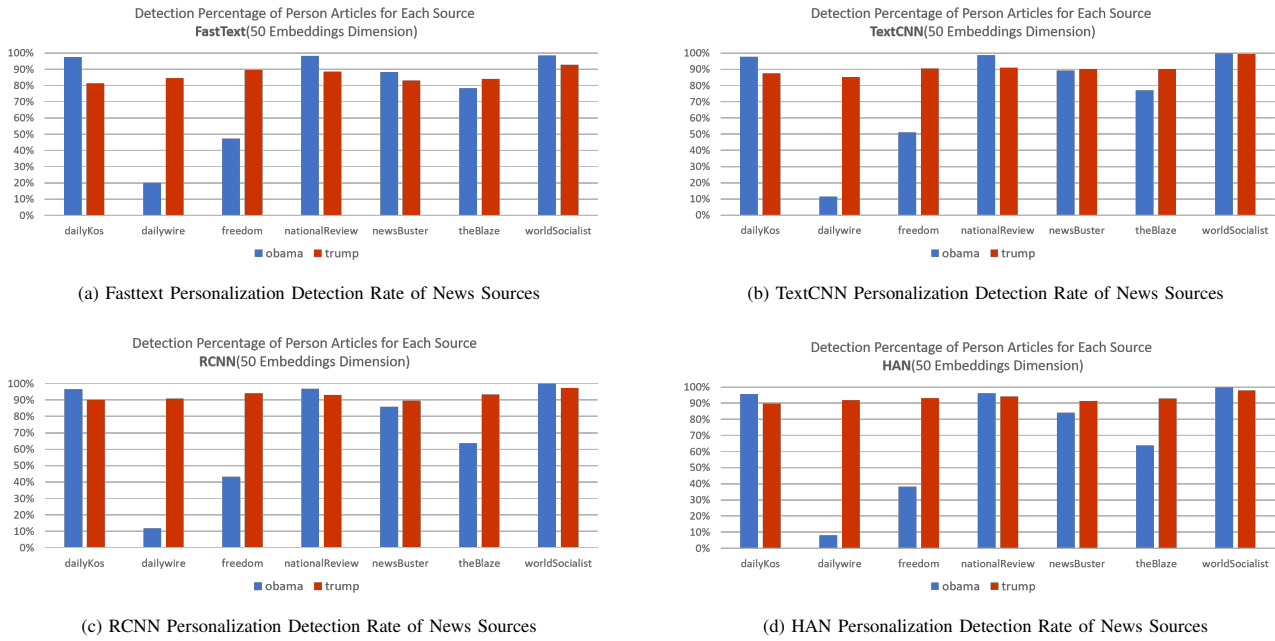 Detection Percentage of Person Articles for Each Source
FastText(50 Embeddings Dimension)
100%
90%
80%
70%
60%
50%
40%
30%
20%
10%
0%
dailyKos dailywire freedom nationalReview newsBuster theBlaze worldSocialist
obama trump
(a) Fasttext Personalization Detection Rate of News Sources
Detection Percentage of Person Articles for Each Source
TextCNN(50 Embeddings Dimension)
100%
90%
80%
70%
60%
50%
40%
30%
20%
10%
0%
dailyKos dailywire freedom nationalReview newsBuster theBlaze worldSocialist
obama trump
(b) TextCNN Personalization Detection Rate of News Sources
Detection Percentage of Person Articles for Each Source
RCNN(50 Embeddings Dimension)
100%
90%
80%
70%
60%
50%
40%
30%
20%
10%
0%
dailyKos dailywire freedom nationalReview newsBuster theBlaze worldSocialist
obama trump
(c) RCNN Personalization Detection Rate of News Sources
Detection Percentage of Person Articles for Each Source
HAN(50 Embeddings Dimension)
100%
90%
80%
70%
60%
50%
40%
30%
20%
10%
0%
dailyKos dailywire freedom nationalReview newsBuster theBlaze worldSocialist
obama trump
(d) HAN Personalization Detection Rate of News Sources